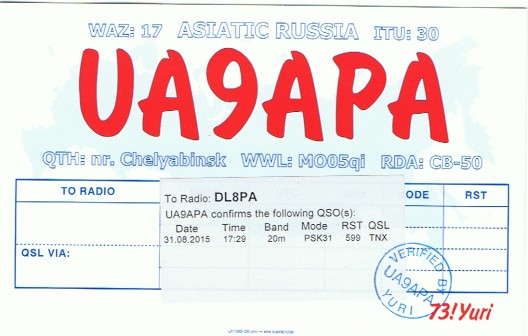 WAZ: 17 ASIATIC RUSSIA ITU: 30
UA9APA
QTH: nr. Chelyabinsk WWL: MO05qi RDA: CB-50
TO RADIO
ODE RST
QSL VIA:
To Radio: DL8PA
UA9APA confirms the following QSO(s):
Date Time Band Mode RST QSL
31.08.2015 17:29 20m PSK31 599 TNX
VERIFIED BY
UA9APA
YURI
73! Yuri